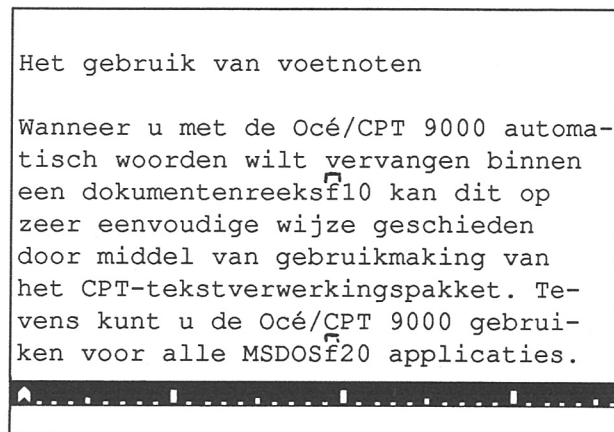 Het gebruik van voetnoten
Wanneer u met de Océ/CPT 9000 automa-
tisch woorden wilt vervangen binnen
een dokumentenreeksf10 kan dit op
zeer eenvoudige wijze geschieden
door middel van gebruikmaking van
het CPT-tekstverwerkingspakket. Te-
vens kunt u de Océ/CPT 9000 gebrui-
ken voor alle MSDOSf20 applicaties.